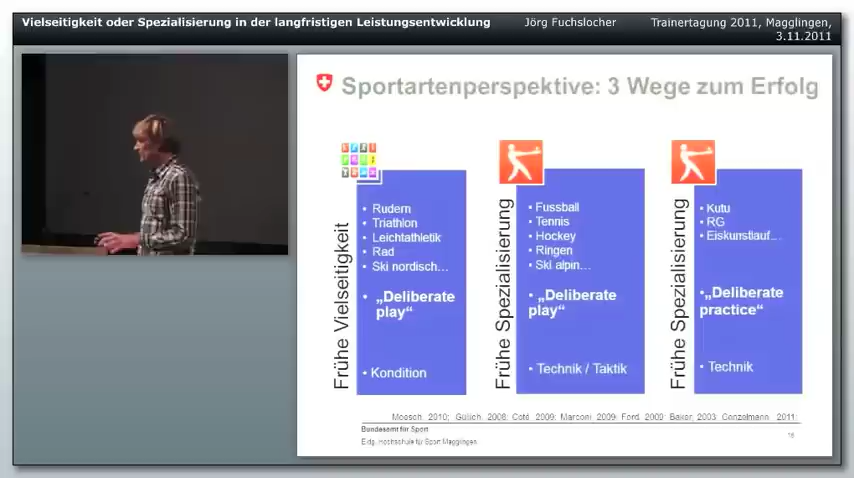 Vielseitigkeit oder Spezialisierung in der langfristigen Leistungsentwicklung
Jörg Fuchslocher
Trainertagung 2011, Magglingen,
3.11.2011
Sportartenperspektive: 3 Wege zum Erfolg
Frühe Vielseitigkeit
• Rudern
• Triathlon
• Leichtathletik
• Rad
• Ski nordisch...
• „Deliberate
play“
• Kondition
Frühe Spezialisierung
• Fussball
• Tennis
• Hockey
• Ringen
• Ski alpin...
• „Deliberate
play“
• Technik / Taktik
Frühe Spezialisierung
• Kutu
• RG
• Eiskunstlauf...
•„Deliberate
practice“
• Technik
Moesch, 2010; Güllich, 2008; Coté, 2009; Marconi, 2009; Ford, 2009; Baker, 2003; Conzelmann, 2011;
Bundesamt für Sport
Eidg. Hochschule für Sport Magglingen